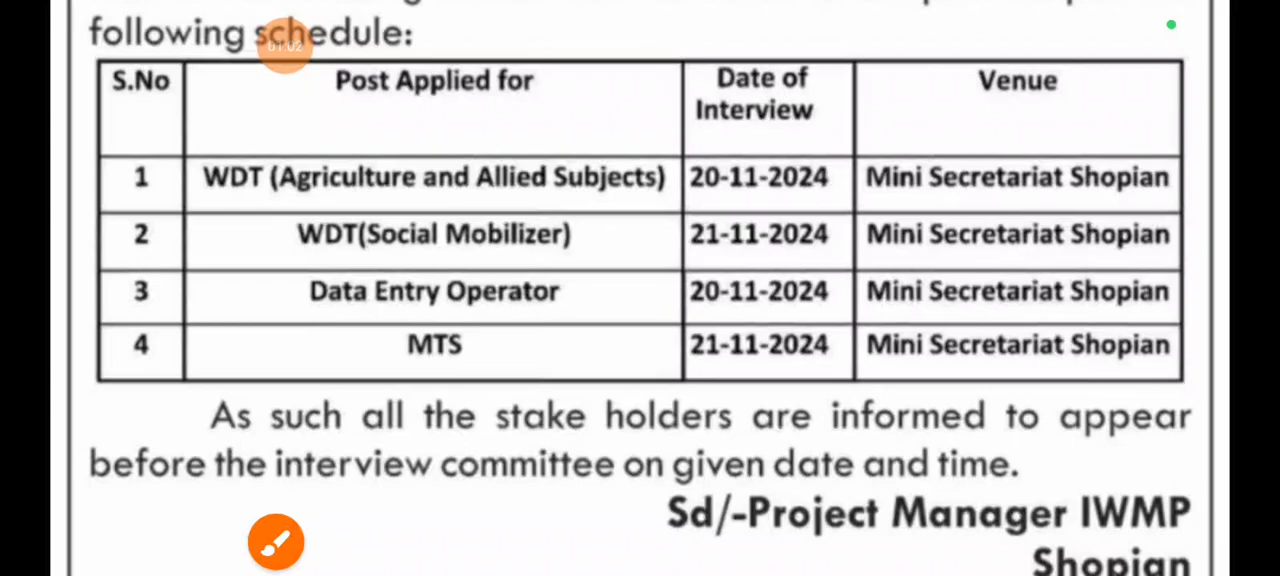 following schedule:
01:02
S.No Post Applied for Date of Interview Venue
1 WDT (Agriculture and Allied Subjects) 20-11-2024 Mini Secretariat Shopian
2 WDT(Social Mobilizer) 21-11-2024 Mini Secretariat Shopian
3 Data Entry Operator 20-11-2024 Mini Secretariat Shopian
4 MTS 21-11-2024 Mini Secretariat Shopian
As such all the stake holders are informed to appear
before the interview committee on given date and time.
Sd/-Project Manager IWMP
Shopian